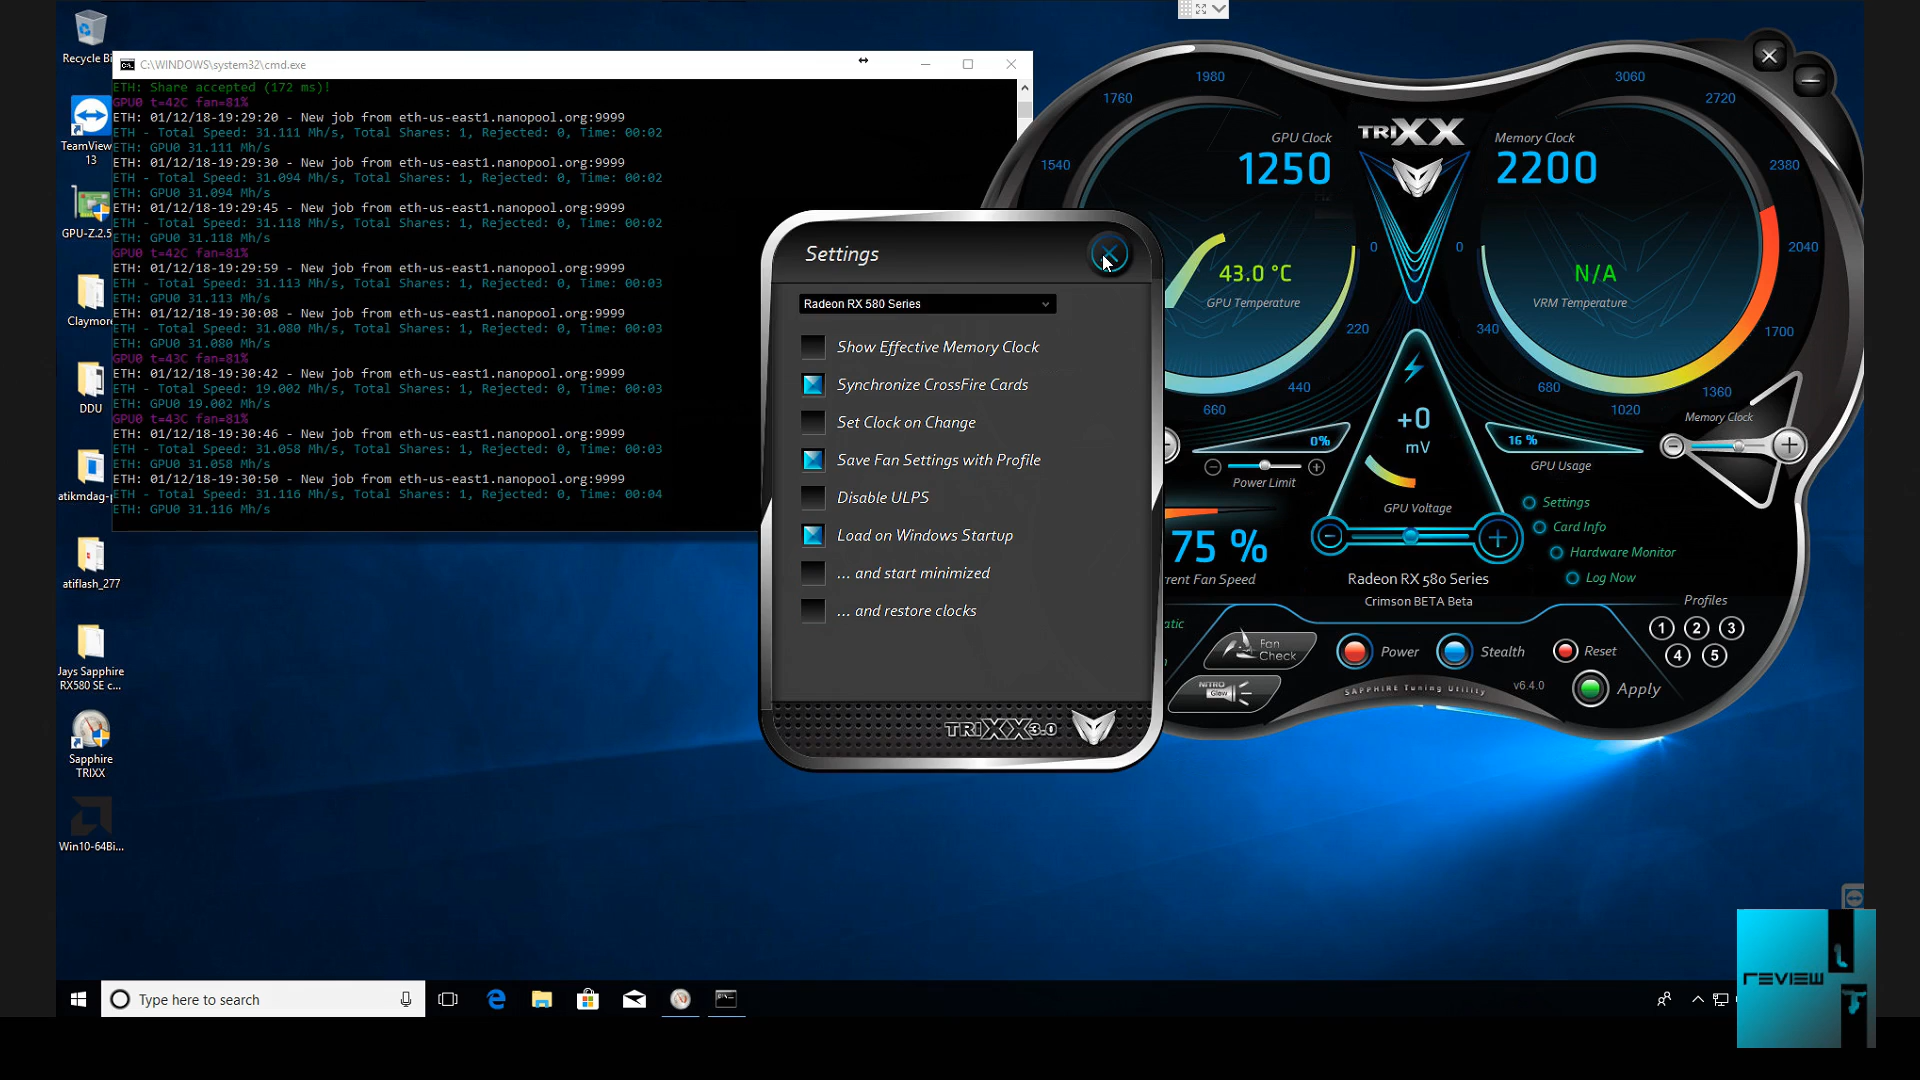 Recycle Bi
C:\WINDOWS\system32\cmd.exe
ETH: Share accepted (172 ms)!
GPU0 t=42C fan=81%
ETH: 01/12/18-19:29:20 - New job from eth-us-east1.nanopool.org:9999
ETH - Total Speed: 31.111 Mh/s, Total Shares: 1, Rejected: 0, Time: 00:02
ETH: GPU0 31.111 Mh/s
ETH: 01/12/18-19:29:30 - New job from eth-us-east1.nanopool.org:9999
ETH - Total Speed: 31.094 Mh/s, Total Shares: 1, Rejected: 0, Time: 00:02
ETH: GPU0 31.094 Mh/s
ETH: 01/12/18-19:29:45 - New job from eth-us-east1.nanopool.org:9999
ETH - Total Speed: 31.118 Mh/s, Total Shares: 1, Rejected: 0, Time: 00:02
ETH: GPU0 31.118 Mh/s
GPU0 t=42C fan=81%
ETH: 01/12/18-19:29:59 - New job from eth-us-east1.nanopool.org:9999
ETH - Total Speed: 31.113 Mh/s, Total Shares: 1, Rejected: 0, Time: 00:03
ETH: GPU0 31.113 Mh/s
ETH: 01/12/18-19:30:08 - New job from eth-us-east1.nanopool.org:9999
ETH - Total Speed: 31.080 Mh/s, Total Shares: 1, Rejected: 0, Time: 00:03
ETH: GPU0 31.080 Mh/s
GPU0 t=43C fan=81%
ETH: 01/12/18-19:30:42 - New job from eth-us-east1.nanopool.org:9999
ETH - Total Speed: 19.002 Mh/s, Total Shares: 1, Rejected: 0, Time: 00:03
ETH: GPU0 19.002 Mh/s
GPU0 t=43C fan=81%
ETH: 01/12/18-19:30:46 - New job from eth-us-east1.nanopool.org:9999
ETH - Total Speed: 31.058 Mh/s, Total Shares: 1, Rejected: 0, Time: 00:03
ETH: GPU0 31.058 Mh/s
ETH: 01/12/18-19:30:50 - New job from eth-us-east1.nanopool.org:9999
ETH - Total Speed: 31.116 Mh/s, Total Shares: 1, Rejected: 0, Time: 00:04
ETH: GPU0 31.116 Mh/s
TeamView
13
GPU-Z.2.5
Claymore
DDU
atikmdag-p
atiflash_277
Jays Sapphire
RX580 SE c...
Sapphire
TRIXX
Win10-64Bi...
Settings
Radeon RX 580 Series
Show Effective Memory Clock
Synchronize CrossFire Cards
Set Clock on Change
Save Fan Settings with Profile
Disable ULPS
Load on Windows Startup
... and start minimized
... and restore clocks
TRIXX 3.0
1980
1760
1540
GPU Clock
1250
0
220
440
660
43.0 °C
GPU Temperature
TRIXX
3060
2720
2380
2040
1700
1360
1020
680
340
0
Memory Clock
2200
N/A
VRM Temperature
0%
Power Limit
+0
mV
GPU Voltage
16 %
GPU Usage
Memory Clock
75 %
rent Fan Speed
Settings
Card Info
Hardware Monitor
Log Now
Radeon RX 580 Series
Crimson BETA Beta
Profiles
1 2 3
4 5
atic
Fan
Check
Power
Stealth
Reset
NITRO
Glow
SAPPHIRE Tuning Utility
v6.4.0
Apply
Type here to search
REVIEW